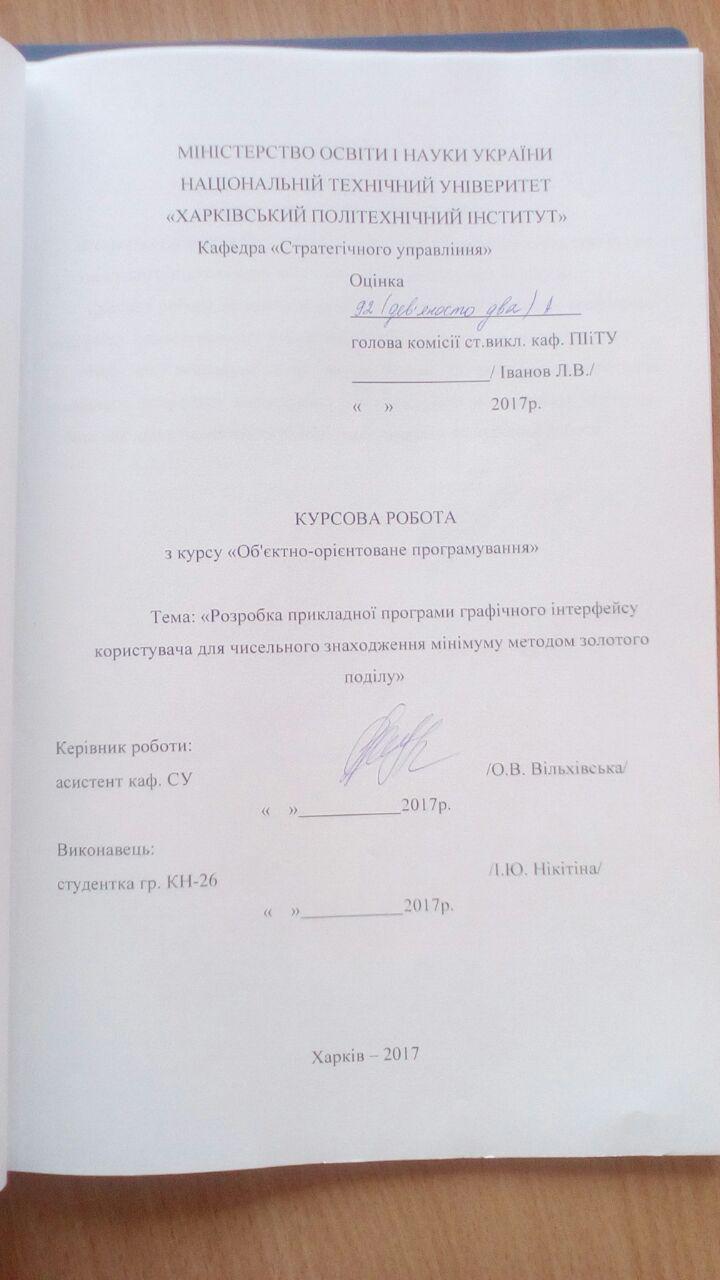 МІНІСТЕРСТВО ОСВІТИ І НАУКИ УКРАЇНИ
НАЦІОНАЛЬНІЙ ТЕХНІЧНИЙ УНІВЕРИТЕТ
«ХАРКІВСЬКИЙ ПОЛІТЕХНІЧНИЙ ІНСТИТУТ»
Кафедра «Стратегічного управління»
Оцінка
92 (дев'яносто два) А
голова комісії ст.викл. каф. ПІіТУ
_______________/ Іванов Л.В./
« » 2017р.
КУРСОВА РОБОТА
з курсу «Об'єктно-орієнтоване програмування»
Тема: «Розробка прикладної програми графічного інтерфейсу
користувача для чисельного знаходження мінімуму методом золотого
поділу»
Керівник роботи:
асистент каф. СУ /О.В. Вільхівська/
« »___________2017р.
Виконавець:
студентка гр. КН-26 /І.Ю. Нікітіна/
« »___________2017р.
Харків – 2017